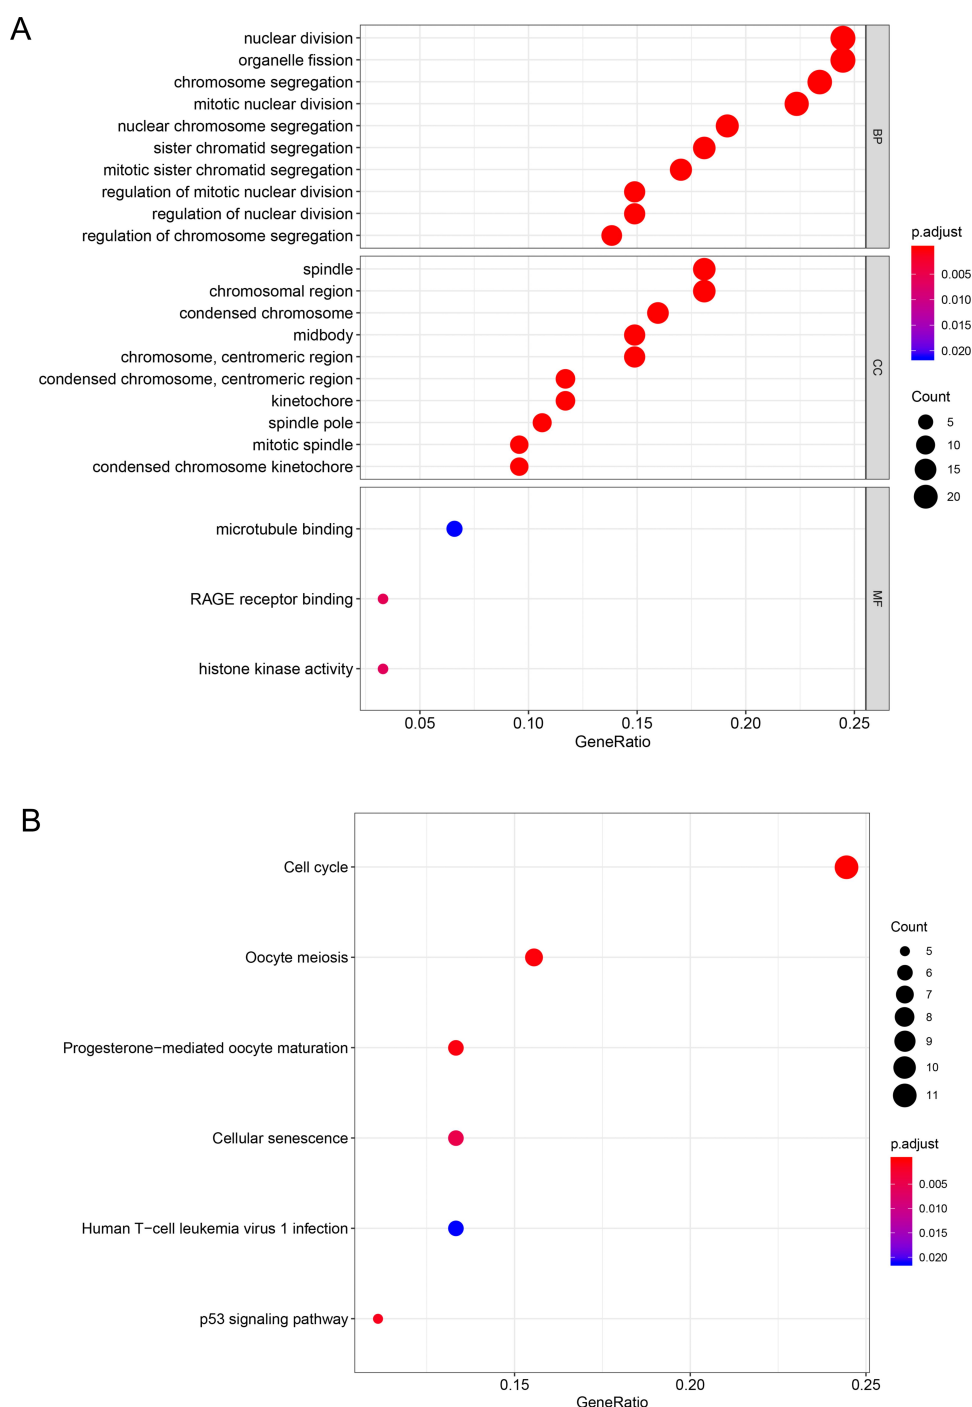 A
nuclear division
organelle fission
chromosome segregation
mitotic nuclear division
nuclear chromosome segregation
sister chromatid segregation
mitotic sister chromatid segregation
regulation of mitotic nuclear division
regulation of nuclear division
regulation of chromosome segregation
BP
spindle
chromosomal region
condensed chromosome
midbody
chromosome, centromeric region
condensed chromosome, centromeric region
kinetochore
spindle pole
mitotic spindle
condensed chromosome kinetochore
CC
microtubule binding
RAGE receptor binding
histone kinase activity
MF
0.05 0.10 0.15 0.20 0.25
GeneRatio
p.adjust
0.005
0.010
0.015
0.020
Count
5
10
15
20
B
Cell cycle
Oocyte meiosis
Progesterone−mediated oocyte maturation
Cellular senescence
Human T−cell leukemia virus 1 infection
p53 signaling pathway
0.15 0.20 0.25
GeneRatio
Count
5
6
7
8
9
10
11
p.adjust
0.005
0.010
0.015
0.020